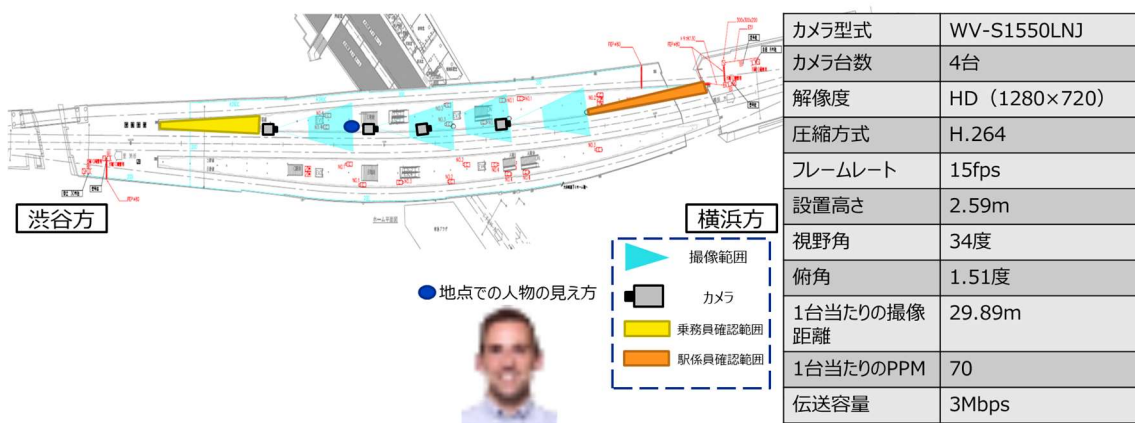 渋谷方
横浜方
ホーム平面図
●地点での人物の見え方
撮像範囲
カメラ
乗務員確認範囲
駅係員確認範囲
カメラ型式 WV-S1550LNJ
カメラ台数 4台
解像度 HD（1280×720）
圧縮方式 H.264
フレームレート 15fps
設置高さ 2.59m
視野角 34度
俯角 1.51度
1台当たりの撮像
距離 29.89m
1台当たりのPPM 70
伝送容量 3Mbps